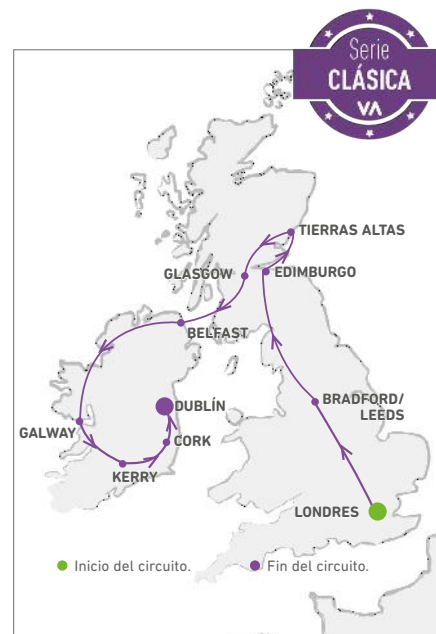 Serie
CLÁSICA
VA
TIERRAS ALTAS
GLASGOW
EDIMBURGO
BELFAST
DUBLÍN
BRADFORD/
LEEDS
GALWAY
CORK
KERRY
LONDRES
Inicio del circuito.
Fin del circuito.